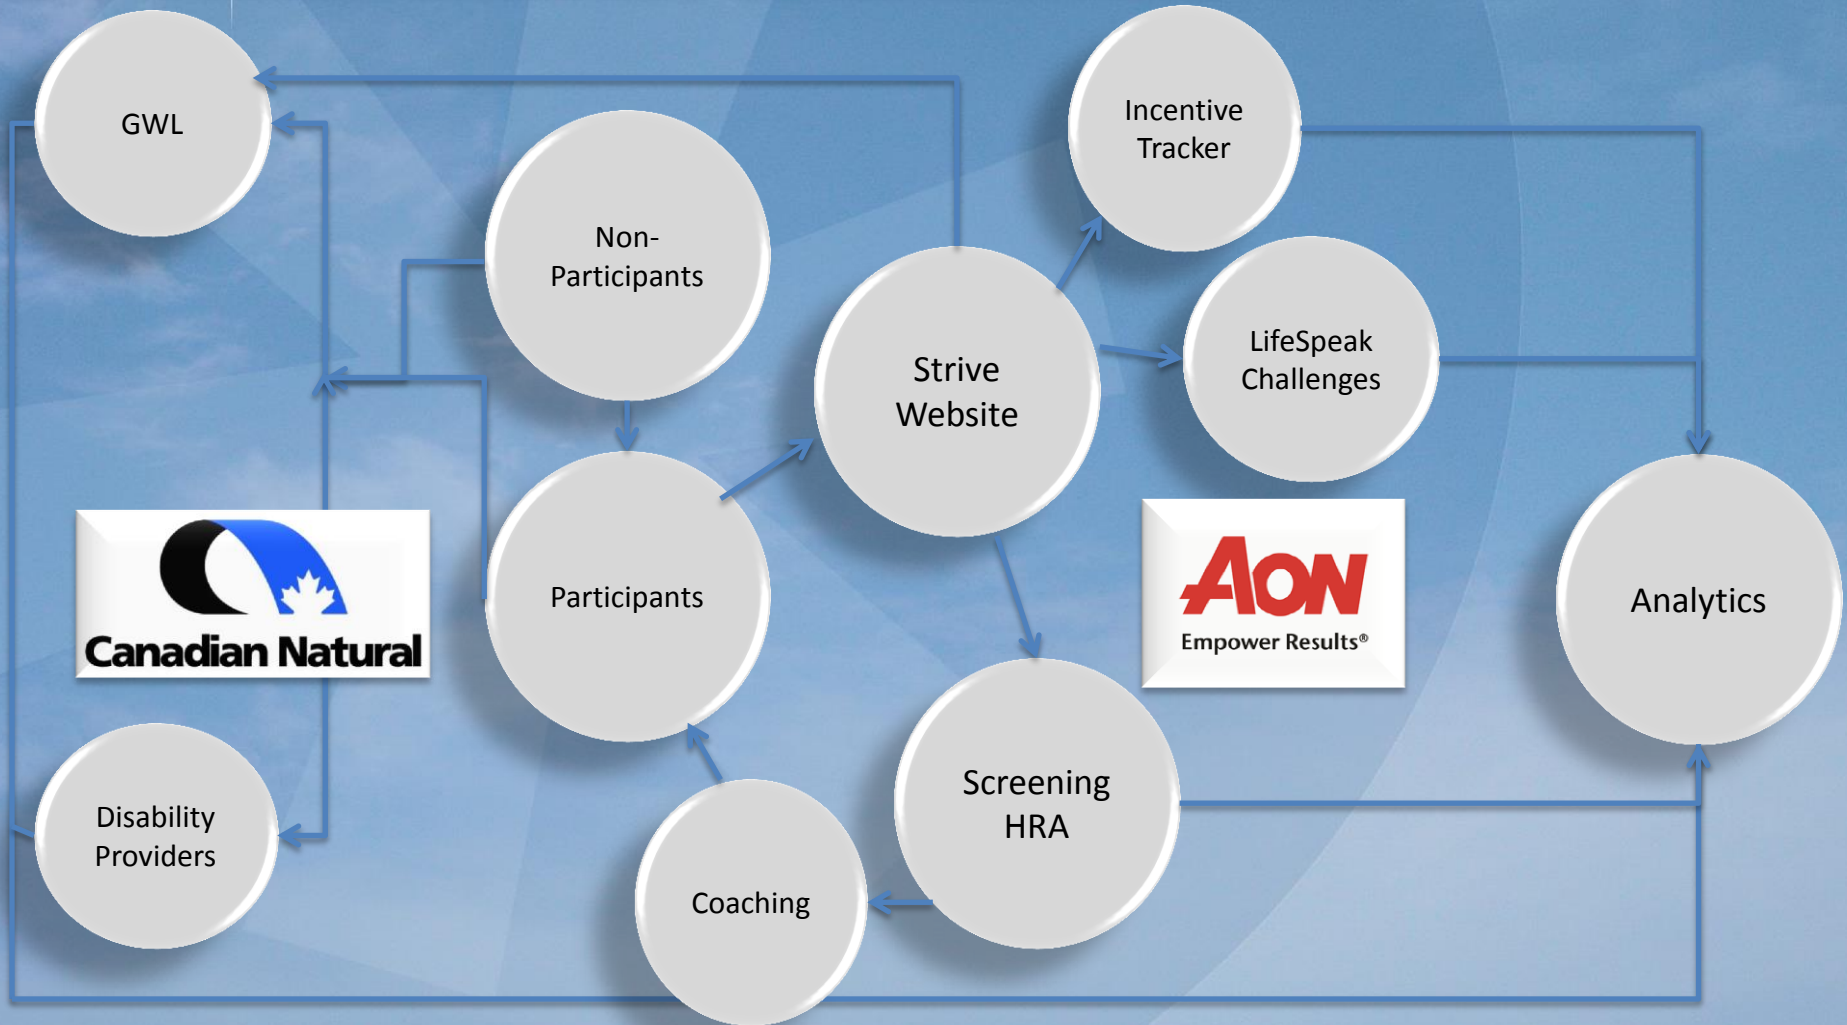 GWL
Non-
Participants
Incentive
Tracker
Strive
Website
LifeSpeak
Challenges
Canadian Natural
Participants
AON
Empower Results®
Analytics
Disability
Providers
Coaching
Screening
HRA